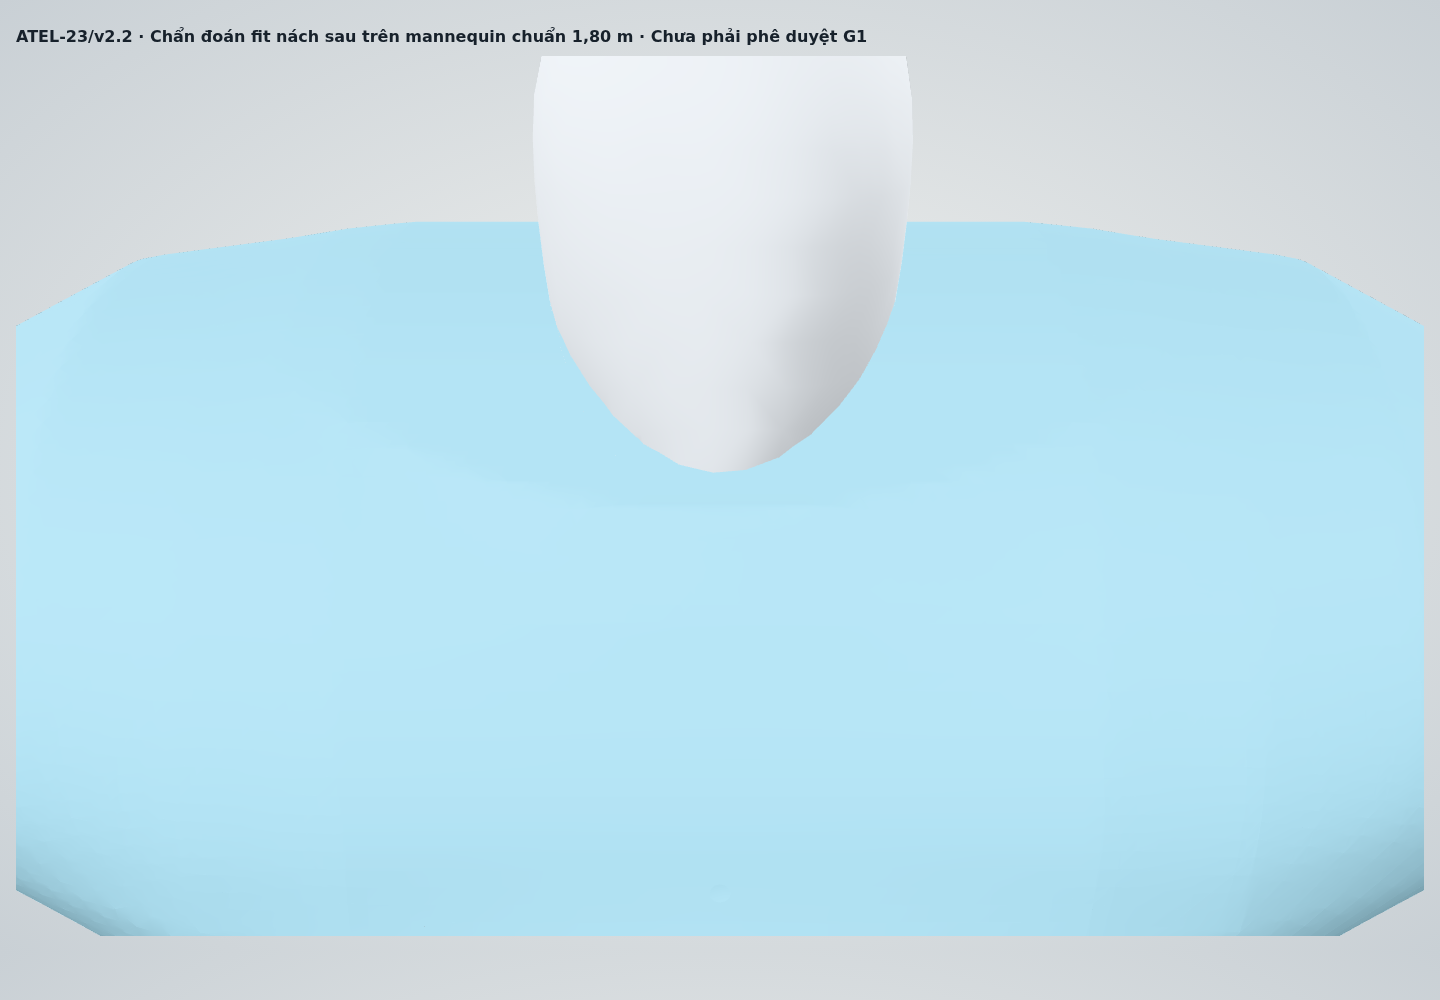 ATEL-23/v2.2 · Chẩn đoán fit nách sau trên mannequin chuẩn 1,80 m · Chưa phải phê duyệt G1